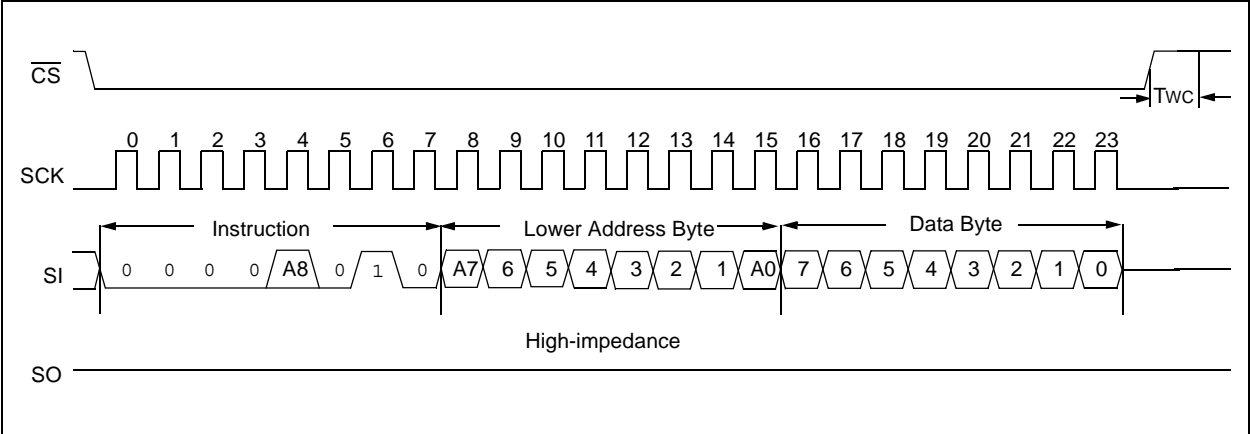 CS
TWC
0 1 2 3 4 5 6 7 8 9 10 11 12 13 14 15 16 17 18 19 20 21 22 23
SCK
Instruction Lower Address Byte Data Byte
SI 0 0 0 0 A8 0 1 0 A7 6 5 4 3 2 1 A0 7 6 5 4 3 2 1 0
High-impedance
SO